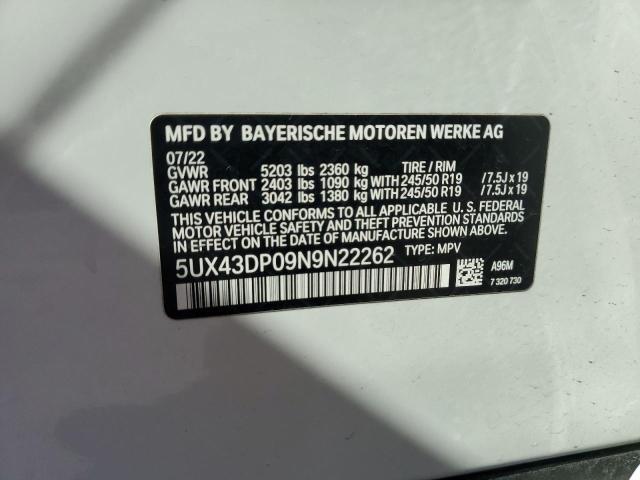 MFD BY BAYERISCHE MOTOREN WERKE AG
07/22
GVWR 5203 lbs 2360 kg TIRE / RIM
GAWR FRONT 2403 lbs 1090 kg WITH 245/50 R19 /7.5J x 19
GAWR REAR 3042 lbs 1380 kg WITH 245/50 R19 /7.5J x 19
THIS VEHICLE CONFORMS TO ALL APPLICABLE U. S. FEDERAL
MOTOR VEHICLE SAFETY AND THEFT PREVENTION STANDARDS
IN EFFECT ON THE DATE OF MANUFACTURE SHOWN ABOVE.
5UX43DP09N9N22262 TYPE: MPV
A96M
7 320 730